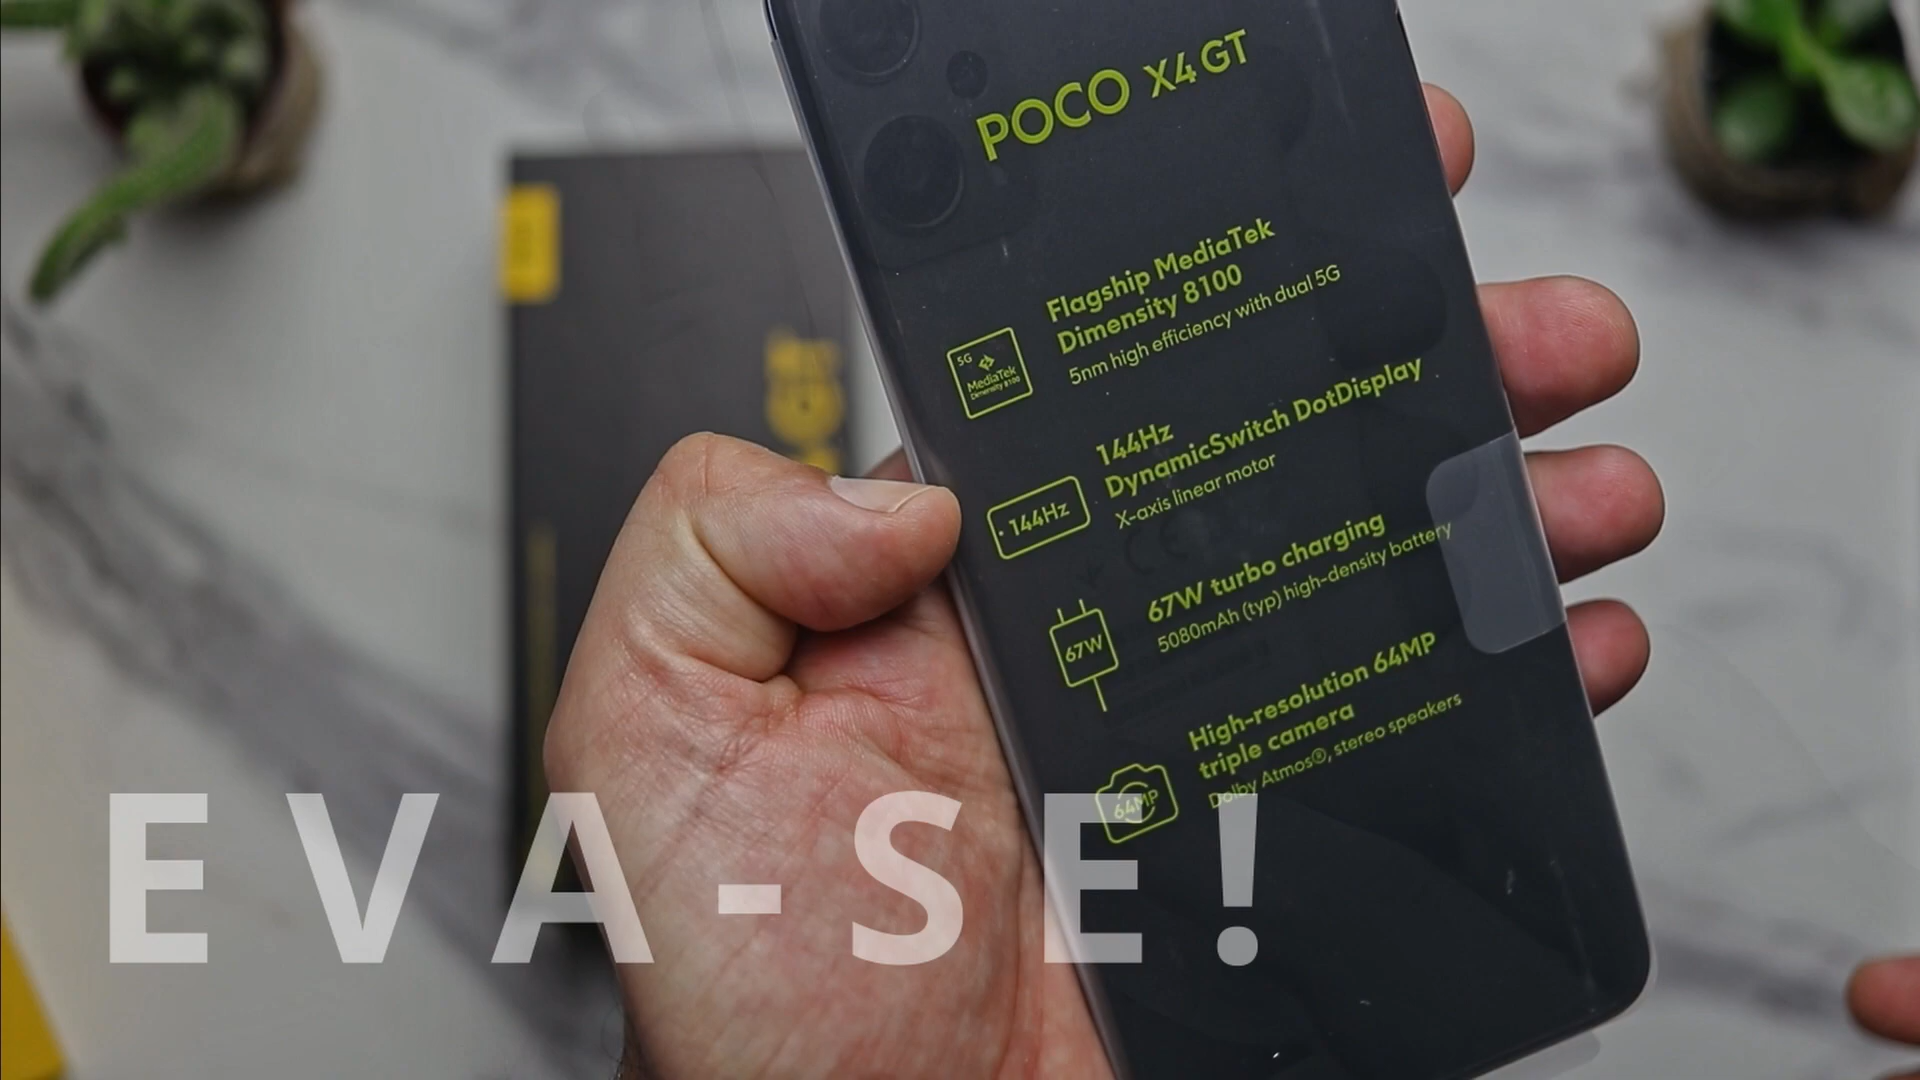 POCO X4 GT
Flagship MediaTek
Dimensity 8100
5nm high efficiency with dual 5G
5G
MediaTek
Dimensity 8100
144Hz
DynamicSwitch DotDisplay
X-axis linear motor
144Hz
67W turbo charging
5080mAh (typ) high-density battery
67W
High-resolution 64MP
triple camera
Dolby Atmos®, stereo speakers
64MP
EVA-SE!